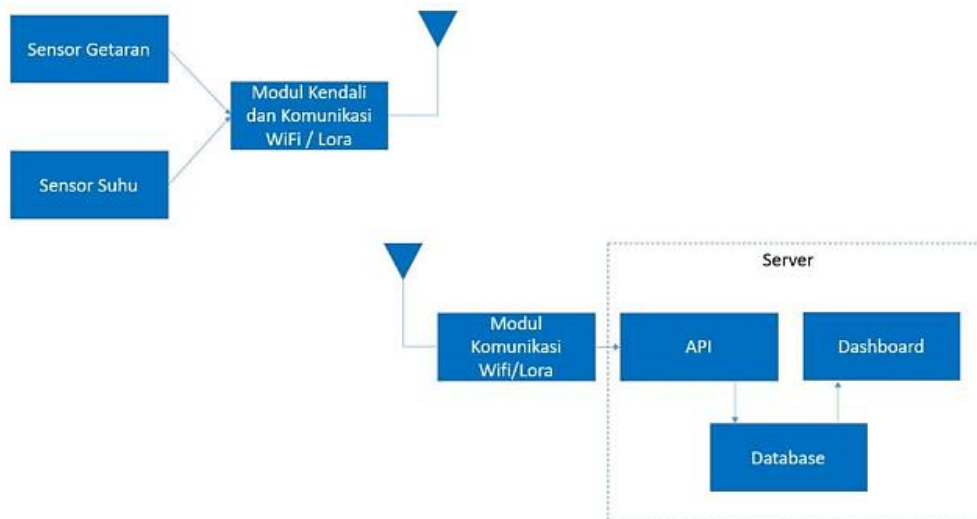 Sensor Getaran
Modul Kendali
dan Komunikasi
WiFi / Lora
Sensor Suhu
Server
Modul
Komunikasi
Wifi/Lora
API
Dashboard
Database